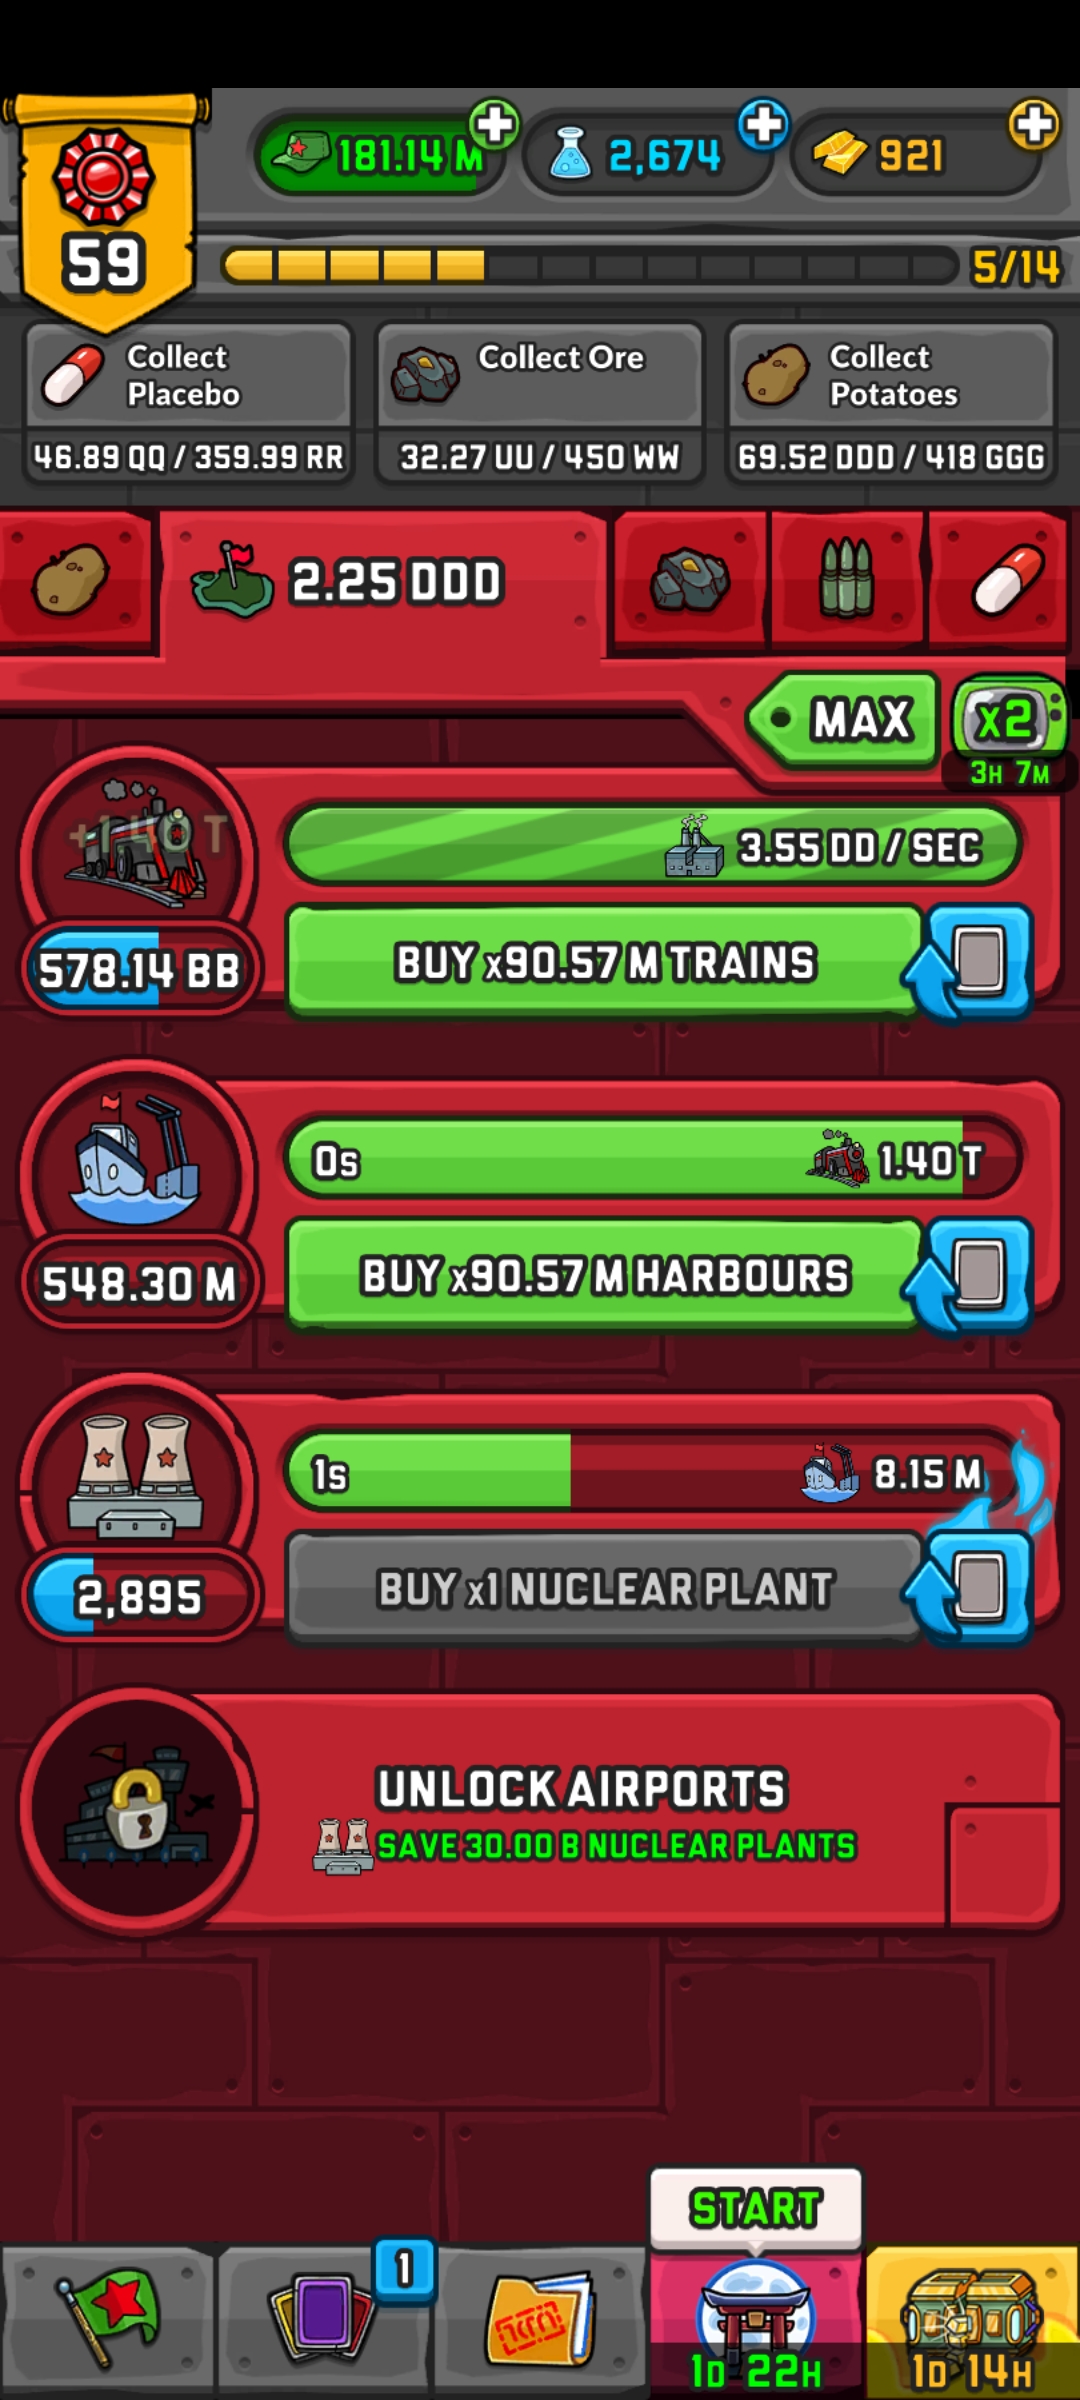 181.14 M
2,674
921
59
5/14
Collect
Placebo
46.89 QQ / 359.99 RR
Collect Ore
32.27 UU / 450 WW
Collect
Potatoes
69.52 DDD / 418 GGG
2.25 DDD
MAX
x2
3H 7M
+1.40 T
3.55 DD / SEC
578.14 BB
BUY x90.57 M TRAINS
0s
1.40 T
548.30 M
BUY x90.57 M HARBOURS
1s
8.15 M
2,895
BUY x1 NUCLEAR PLANT
UNLOCK AIRPORTS
SAVE 30.00 B NUCLEAR PLANTS
START
1
1D 22H
1D 14H